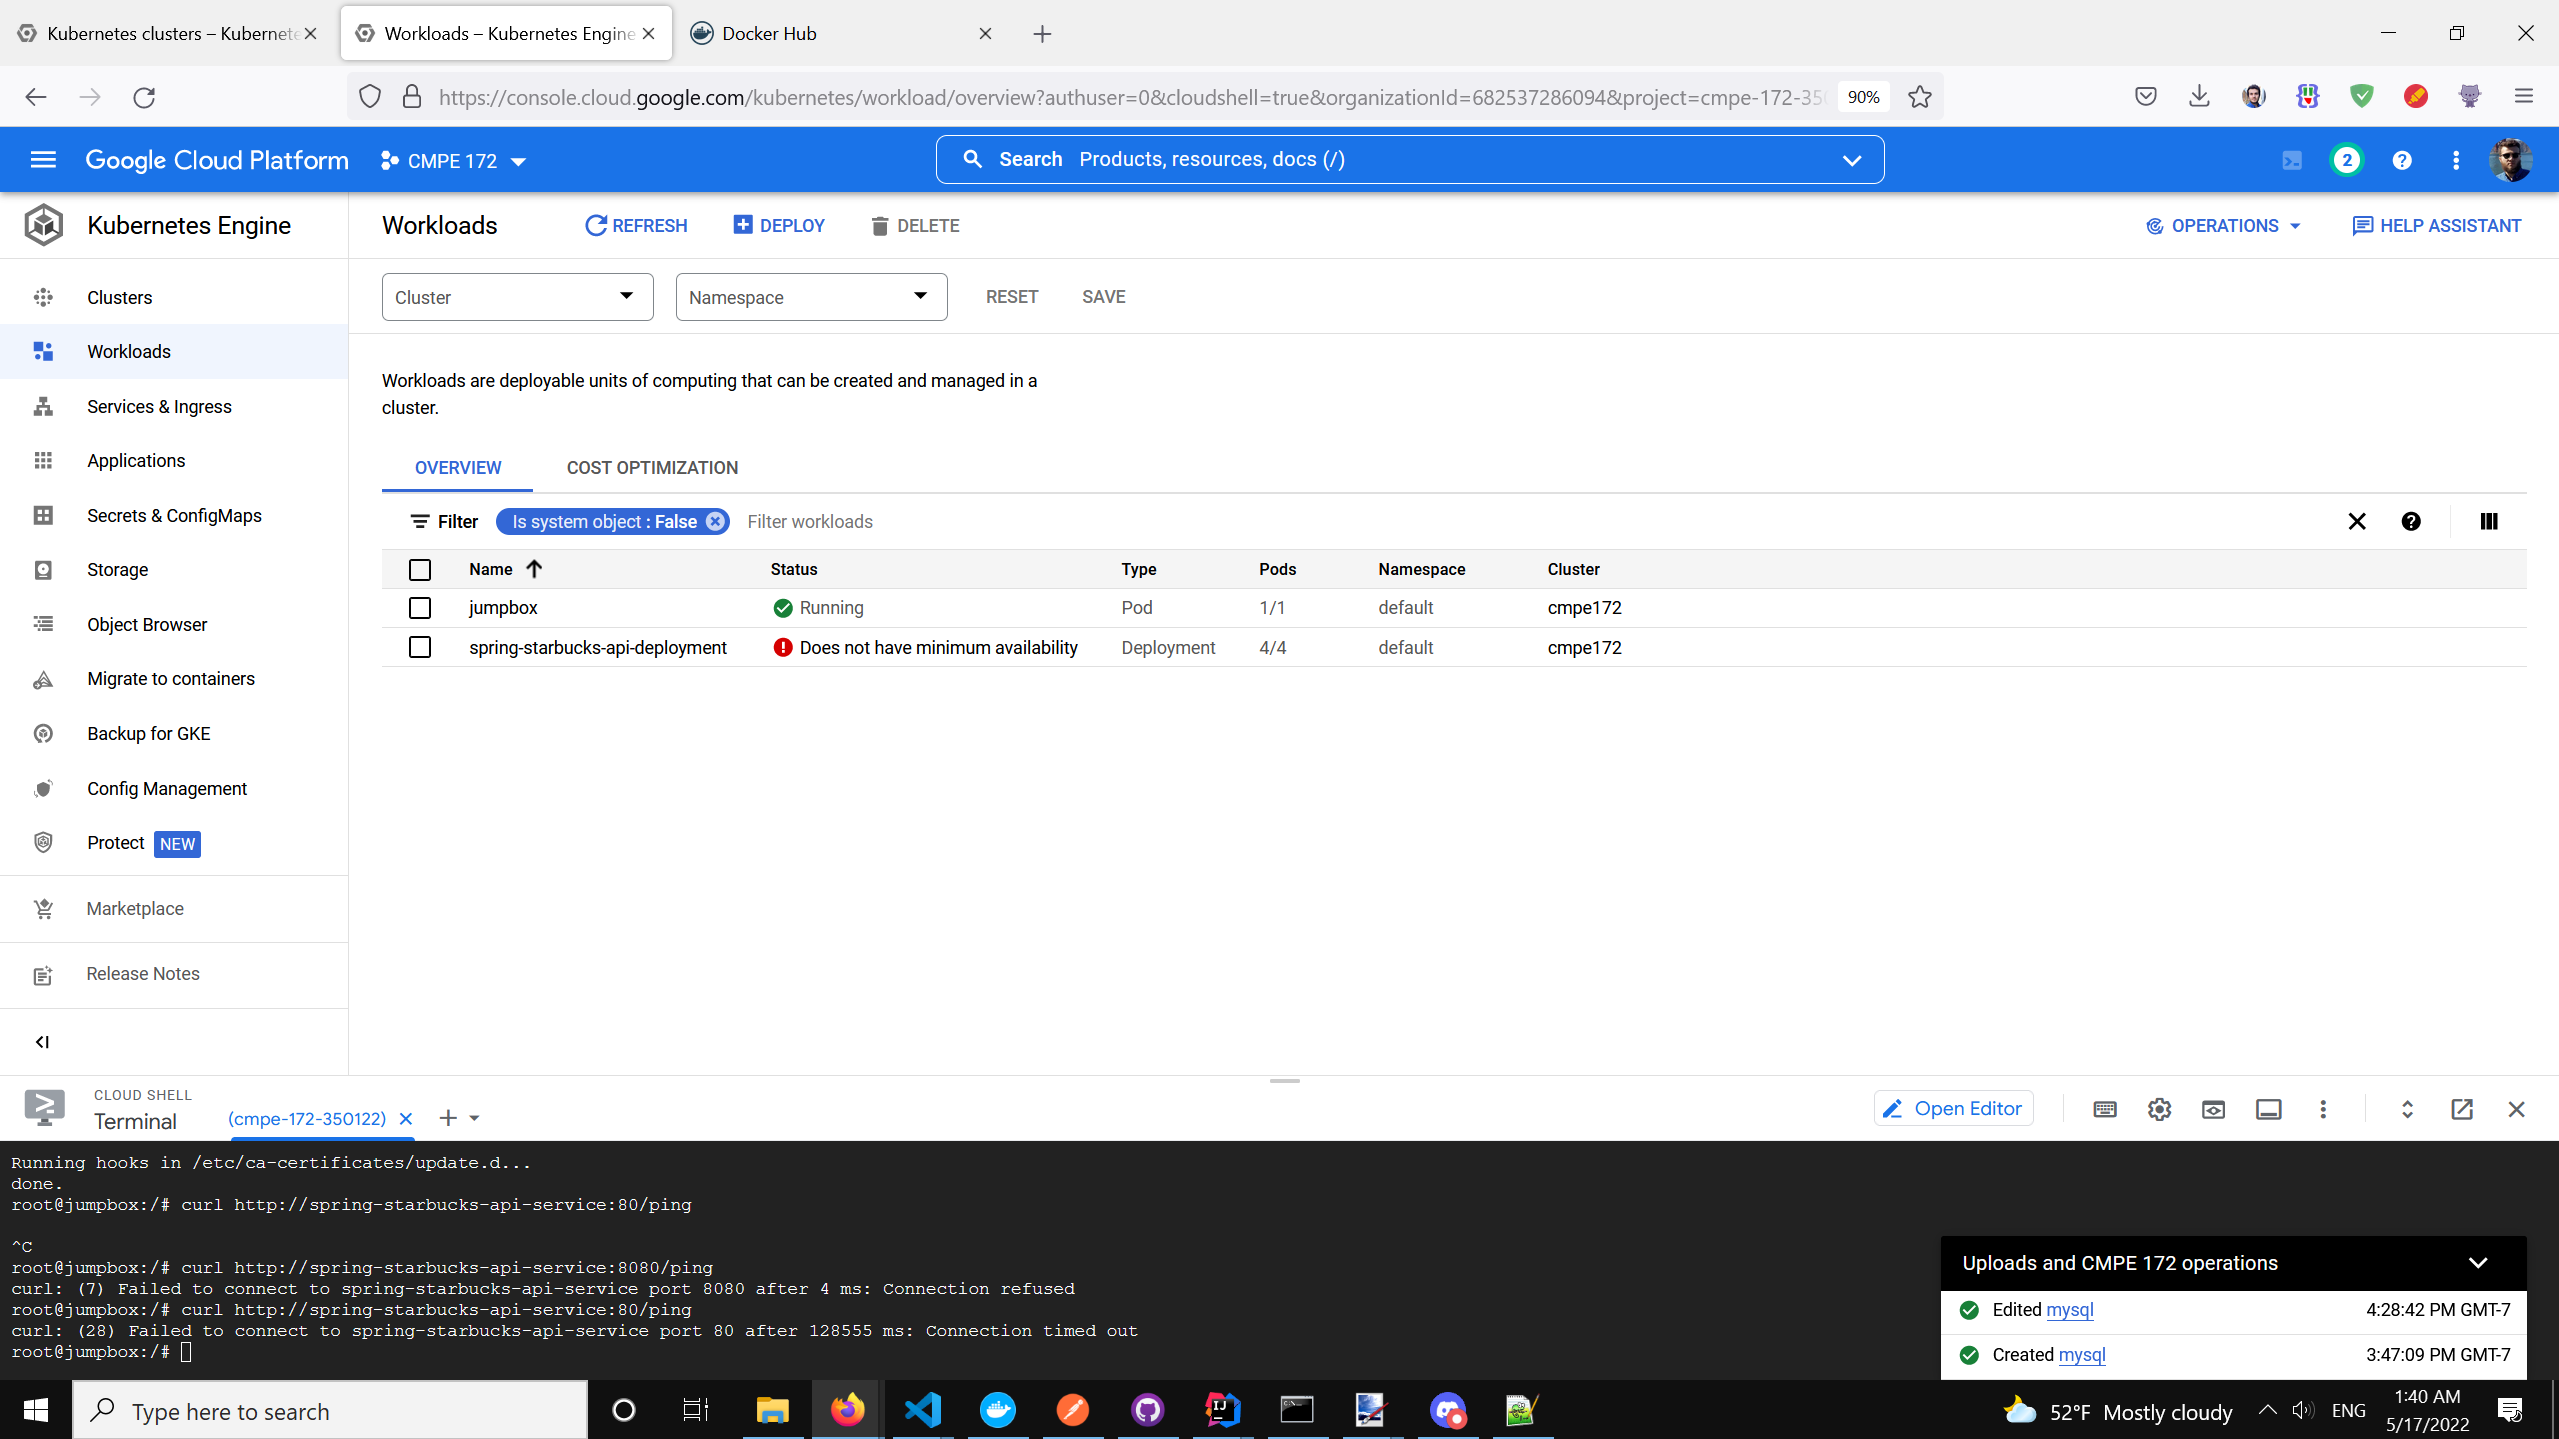 Kubernetes clusters – Kubernete
Workloads – Kubernetes Engine
Docker Hub
https://console.cloud.google.com/kubernetes/workload/overview?authuser=0&cloudshell=true&organizationId=682537286094&project=cmpe-172-350
90%
Google Cloud Platform
CMPE 172
Search Products, resources, docs (/)
2
Kubernetes Engine
Workloads
REFRESH
DEPLOY
DELETE
OPERATIONS
HELP ASSISTANT
Clusters
Workloads
Services & Ingress
Applications
Secrets & ConfigMaps
Storage
Object Browser
Migrate to containers
Backup for GKE
Config Management
Protect NEW
Marketplace
Release Notes
Cluster
Namespace
RESET
SAVE
Workloads are deployable units of computing that can be created and managed in a
cluster.
OVERVIEW
COST OPTIMIZATION
Filter Is system object : False Filter workloads
Name Status Type Pods Namespace Cluster
jumpbox Running Pod 1/1 default cmpe172
spring-starbucks-api-deployment Does not have minimum availability Deployment 4/4 default cmpe172
CLOUD SHELL
Terminal
(cmpe-172-350122)
Open Editor
Running hooks in /etc/ca-certificates/update.d...
done.
root@jumpbox:/# curl http://spring-starbucks-api-service:80/ping
^C
root@jumpbox:/# curl http://spring-starbucks-api-service:8080/ping
curl: (7) Failed to connect to spring-starbucks-api-service port 8080 after 4 ms: Connection refused
root@jumpbox:/# curl http://spring-starbucks-api-service:80/ping
curl: (28) Failed to connect to spring-starbucks-api-service port 80 after 128555 ms: Connection timed out
root@jumpbox:/#
Uploads and CMPE 172 operations
Edited mysql 4:28:42 PM GMT-7
Created mysql 3:47:09 PM GMT-7
Type here to search
IJ
52°F Mostly cloudy
ENG
1:40 AM
5/17/2022